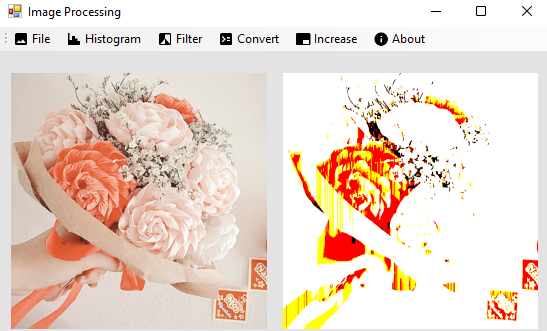 Image Processing
File Histogram Filter Convert Increase About